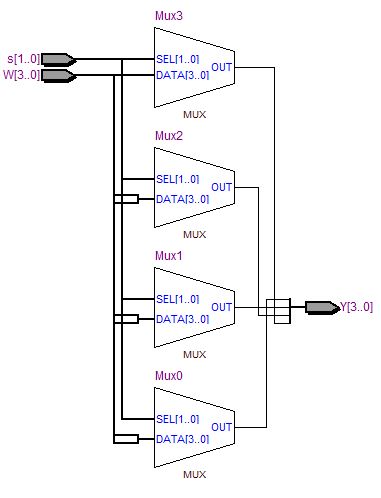 Mux3
s[1..0]
SEL[1..0]
W[3..0]
DATA[3..0]
OUT
MUX
Mux2
SEL[1..0]
OUT
DATA[3..0]
MUX
Mux1
SEL[1..0]
OUT
DATA[3..0]
Y[3..0]
MUX
Mux0
SEL[1..0]
OUT
DATA[3..0]
MUX